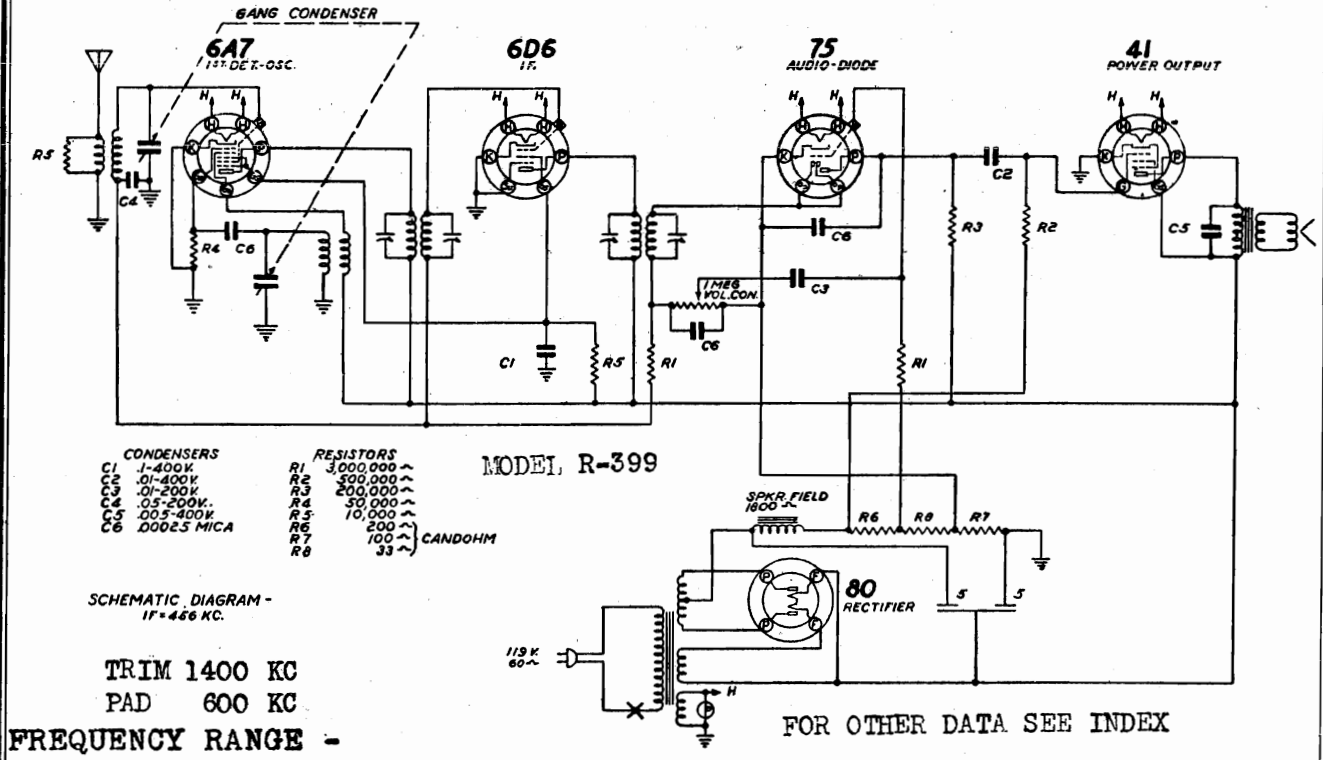 6ANG CONDENSER
6A7
1ST. DET.-OSC.
6D6
I.F.
75
AUDIO-DIODE
41
POWER OUTPUT
H H
H H
H H
H H
K P
K P
K P
K P
R5
C4
R4
C6
C6
R3
C2
R2
C5
1 MEG
VOL. CON.
C3
C6
C1
R5
R1
R1
CONDENSERS
C1 .1-400V.
C2 .01-400V.
C3 .01-200V.
C4 .05-200V.
C5 .005-400V.
C6 .00025 MICA
RESISTORS
R1 3,000,000 ~
R2 500,000 ~
R3 200,000 ~
R4 50,000 ~
R5 10,000 ~
R6 200 ~
R7 100 ~
R8 33 ~
CANDOHM
MODEL R-399
SPKR. FIELD
1800 ~
R6 R8 R7
P F
P F
80
RECTIFIER
5 5
119 V.
60 ~
H
P
SCHEMATIC DIAGRAM -
IF = 456 KC.
TRIM 1400 KC
PAD 600 KC
FREQUENCY RANGE -
FOR OTHER DATA SEE INDEX